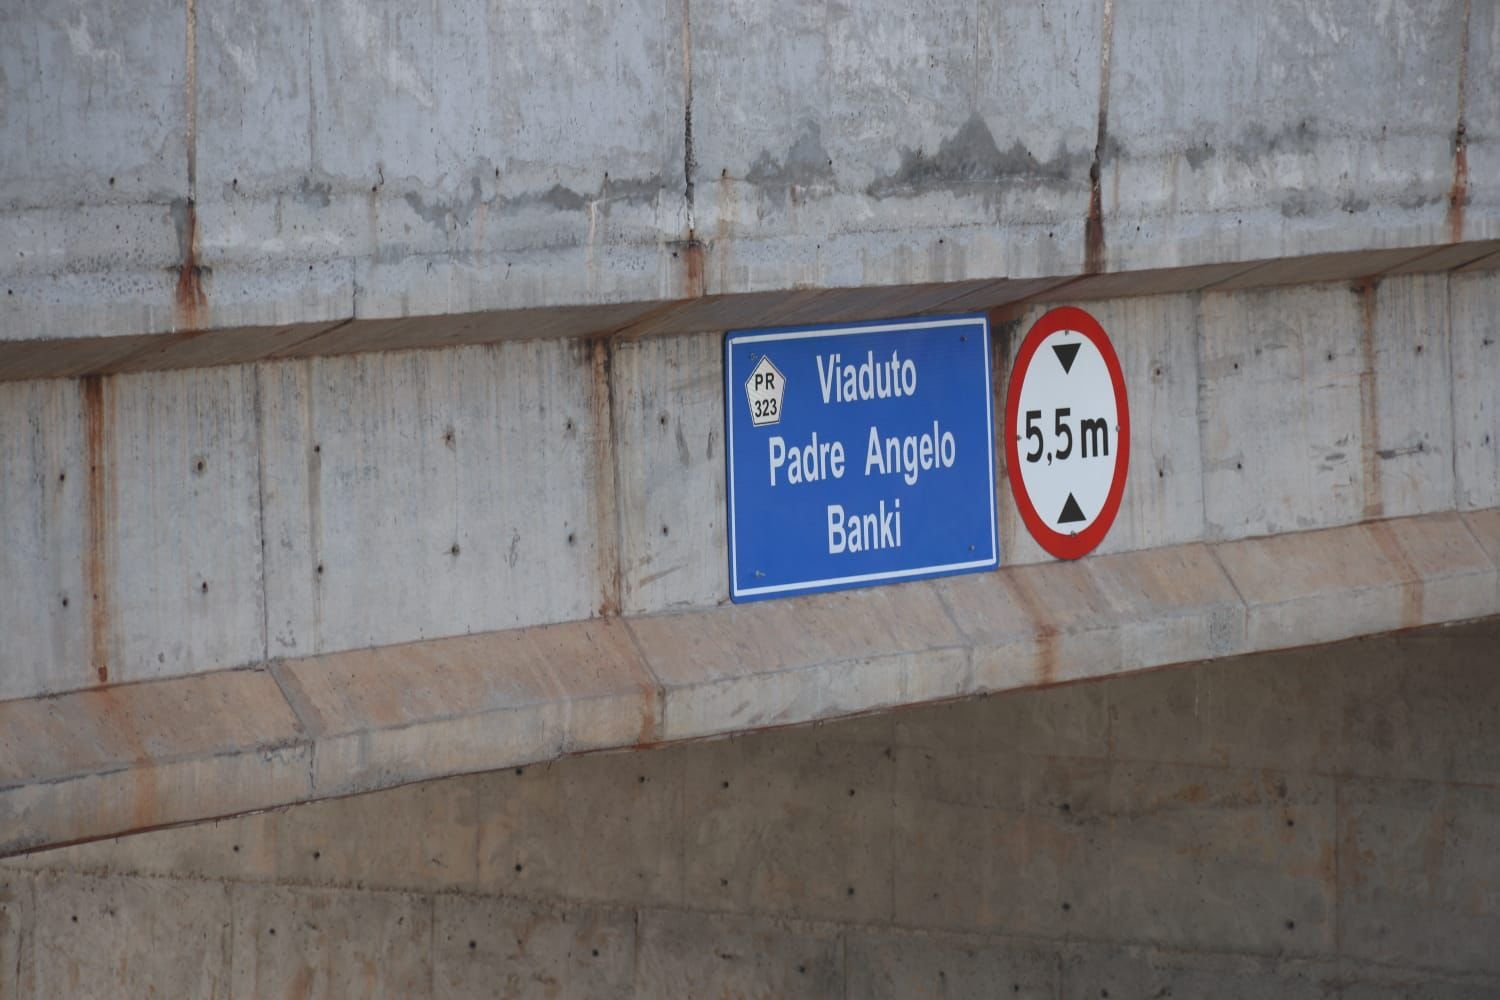 PR
323
Viaduto
Padre Angelo
Banki
5,5 m